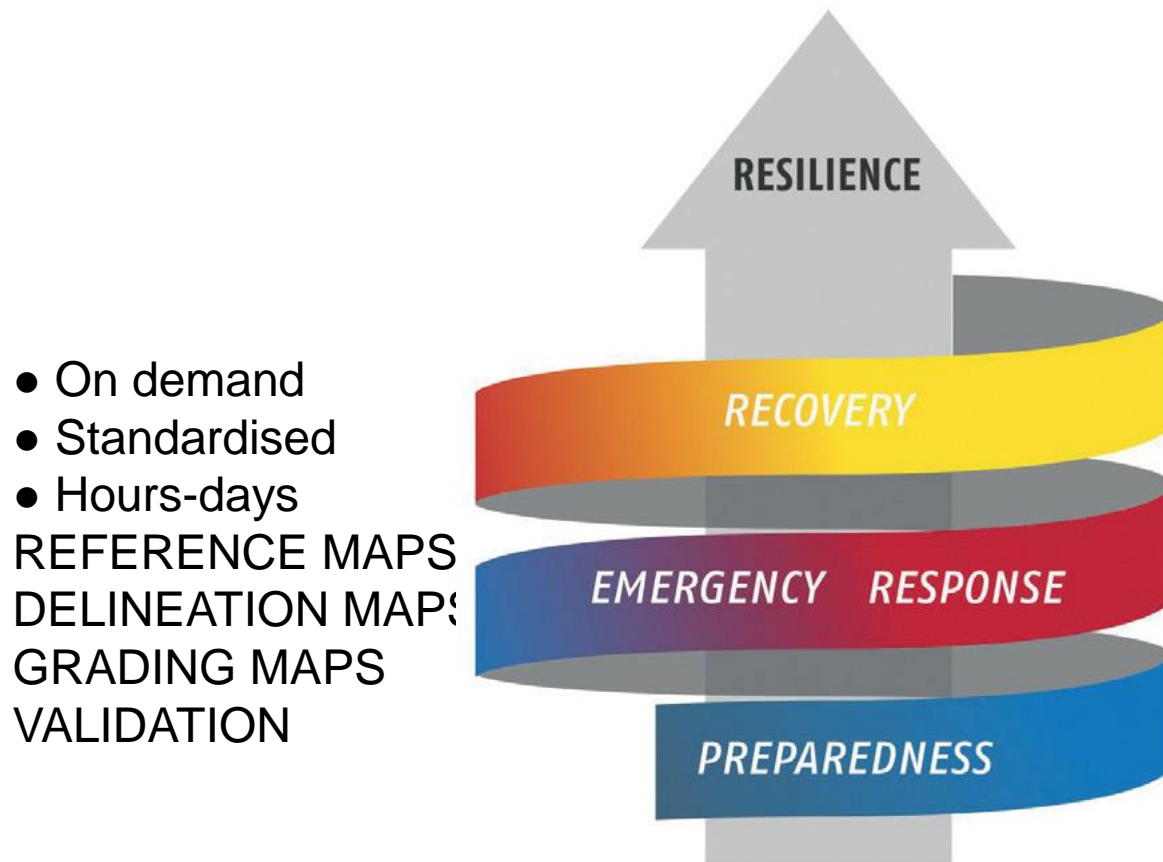 ● On demand
● Standardised
● Hours-days
REFERENCE MAPS
DELINEATION MAPS
GRADING MAPS
VALIDATION
RESILIENCE
RECOVERY
EMERGENCY RESPONSE
PREPAREDNESS